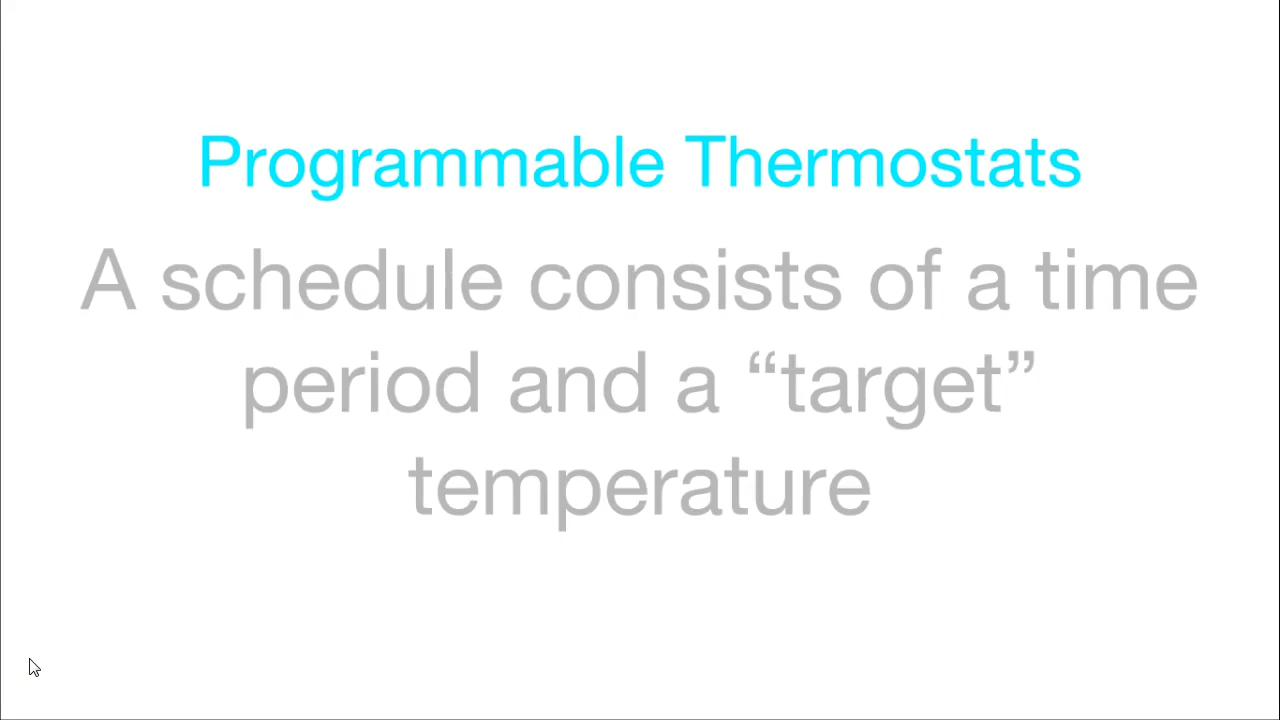 Programmable Thermostats
A schedule consists of a time
period and a “target”
temperature